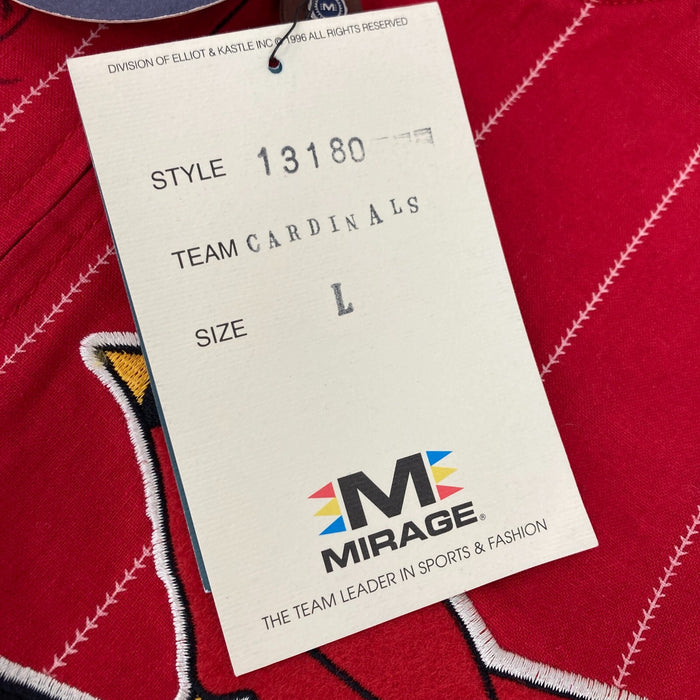 DIVISION OF ELLIOT & KASTLE INC © 1996 ALL RIGHTS RESERVED
STYLE 13180
TEAM CARDINALS
SIZE L
M
MIRAGE®
THE TEAM LEADER IN SPORTS & FASHION